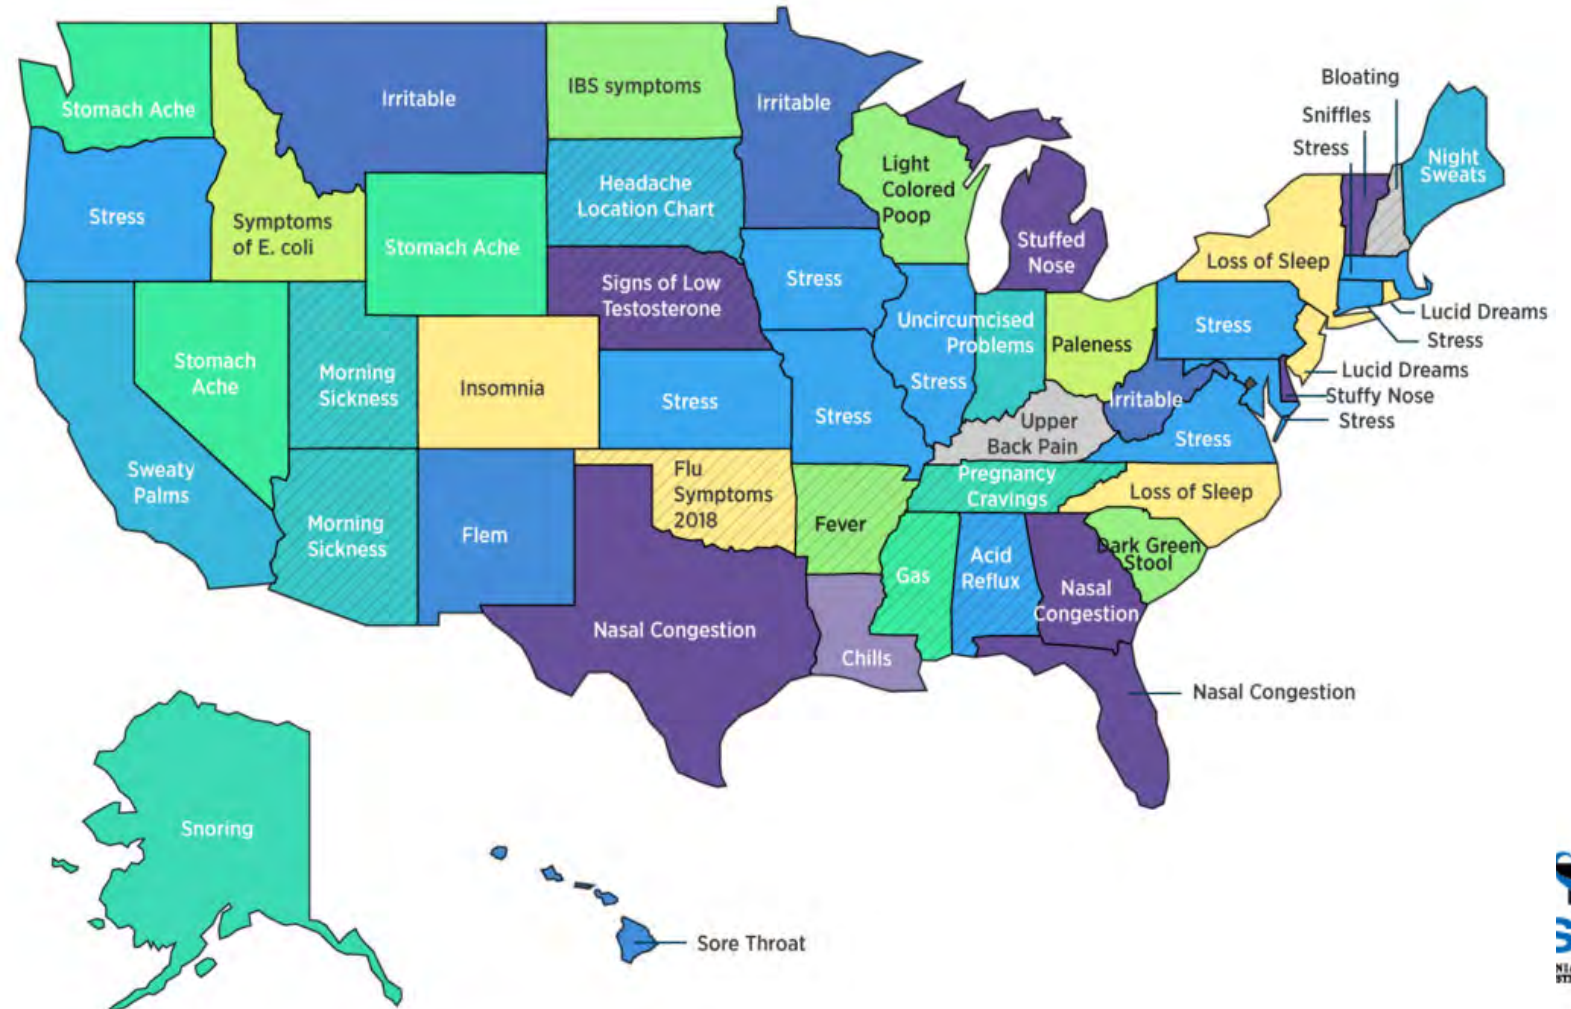 Bloating
Sniffles
Stress
Night
Sweats
Stomach Ache
Irritable
IBS symptoms
Irritable
Light
Colored
Poop
Headache
Location Chart
Stress
Symptoms
of E. coli
Stomach Ache
Stuffed
Nose
Loss of Sleep
Signs of Low
Testosterone
Stress
Lucid Dreams
Stress
Uncircumcised
Problems
Paleness
Stress
Lucid Dreams
Stuffy Nose
Stress
Stomach
Ache
Morning
Sickness
Insomnia
Stress
Stress
Stress
Irritable
Upper
Back Pain
Stress
Sweaty
Palms
Flu
Symptoms
2018
Pregnancy
Cravings
Loss of Sleep
Morning
Sickness
Flem
Fever
Gas
Acid
Reflux
Dark Green
Stool
Nasal
Congestion
Nasal Congestion
Chills
Nasal Congestion
Snoring
Sore Throat